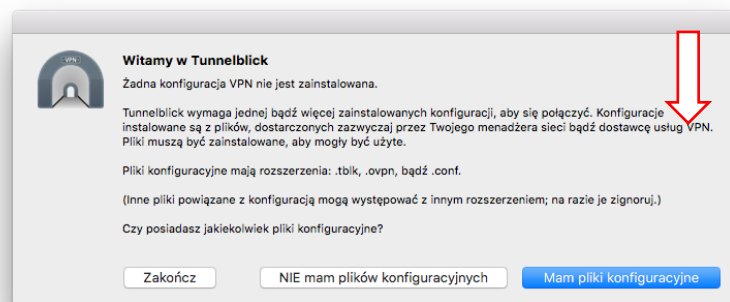 VPN
Witamy w Tunnelblick
Żadna konfiguracja VPN nie jest zainstalowana.
Tunnelblick wymaga jednej bądź więcej zainstalowanych konfiguracji, aby się połączyć. Konfiguracje
instalowane są z plików, dostarczonych zazwyczaj przez Twojego menadżera sieci bądź dostawcę usług VPN.
Pliki muszą być zainstalowane, aby mogły być użyte.
Pliki konfiguracyjne mają rozszerzenia: .tblk, .ovpn, bądź .conf.
(Inne pliki powiązane z konfiguracją mogą występować z innym rozszerzeniem; na razie je zignoruj.)
Czy posiadasz jakiekolwiek pliki konfiguracyjne?
Zakończ
NIE mam plików konfiguracyjnych
Mam pliki konfiguracyjne